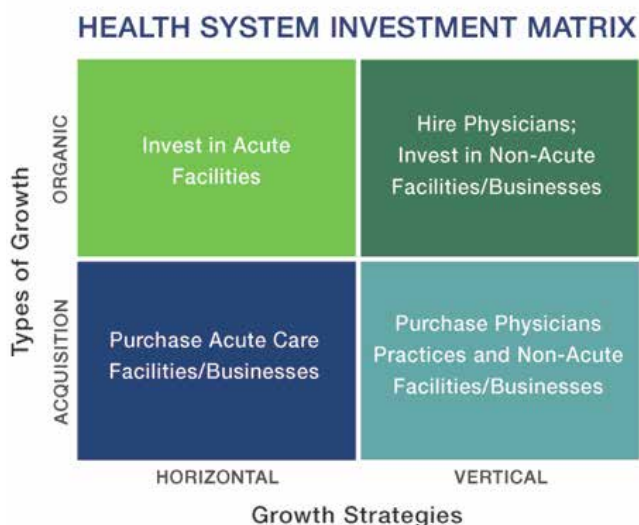 HEALTH SYSTEM INVESTMENT MATRIX
Types of Growth
ORGANIC
Invest in Acute
Facilities
Hire Physicians;
Invest in Non-Acute
Facilities/Businesses
ACQUISITION
Purchase Acute Care
Facilities/Businesses
Purchase Physicians
Practices and Non-Acute
Facilities/Businesses
HORIZONTAL
VERTICAL
Growth Strategies